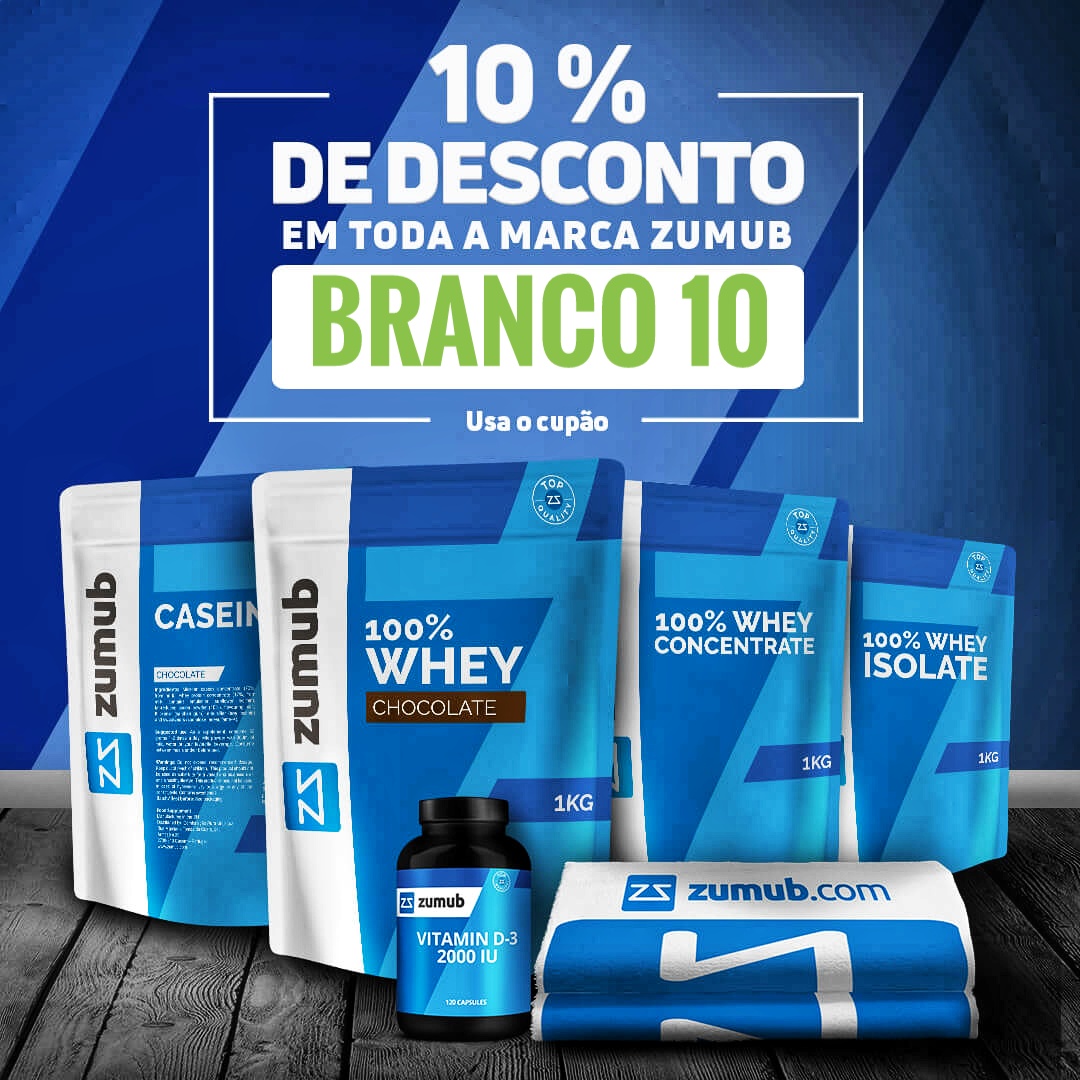 10 %
DE DESCONTO
EM TODA A MARCA ZUMUB
BRANCO 10
Usa o cupão
zumub
CASEIN
CHOCOLATE
zumub
TOP QUALITY
100%
WHEY
CHOCOLATE
1KG
TOP QUALITY
100% WHEY
CONCENTRATE
1KG
TOP QUALITY
100% WHEY
ISOLATE
1KG
zumub
VITAMIN D-3
2000 IU
120 CAPSULES
zumub.com